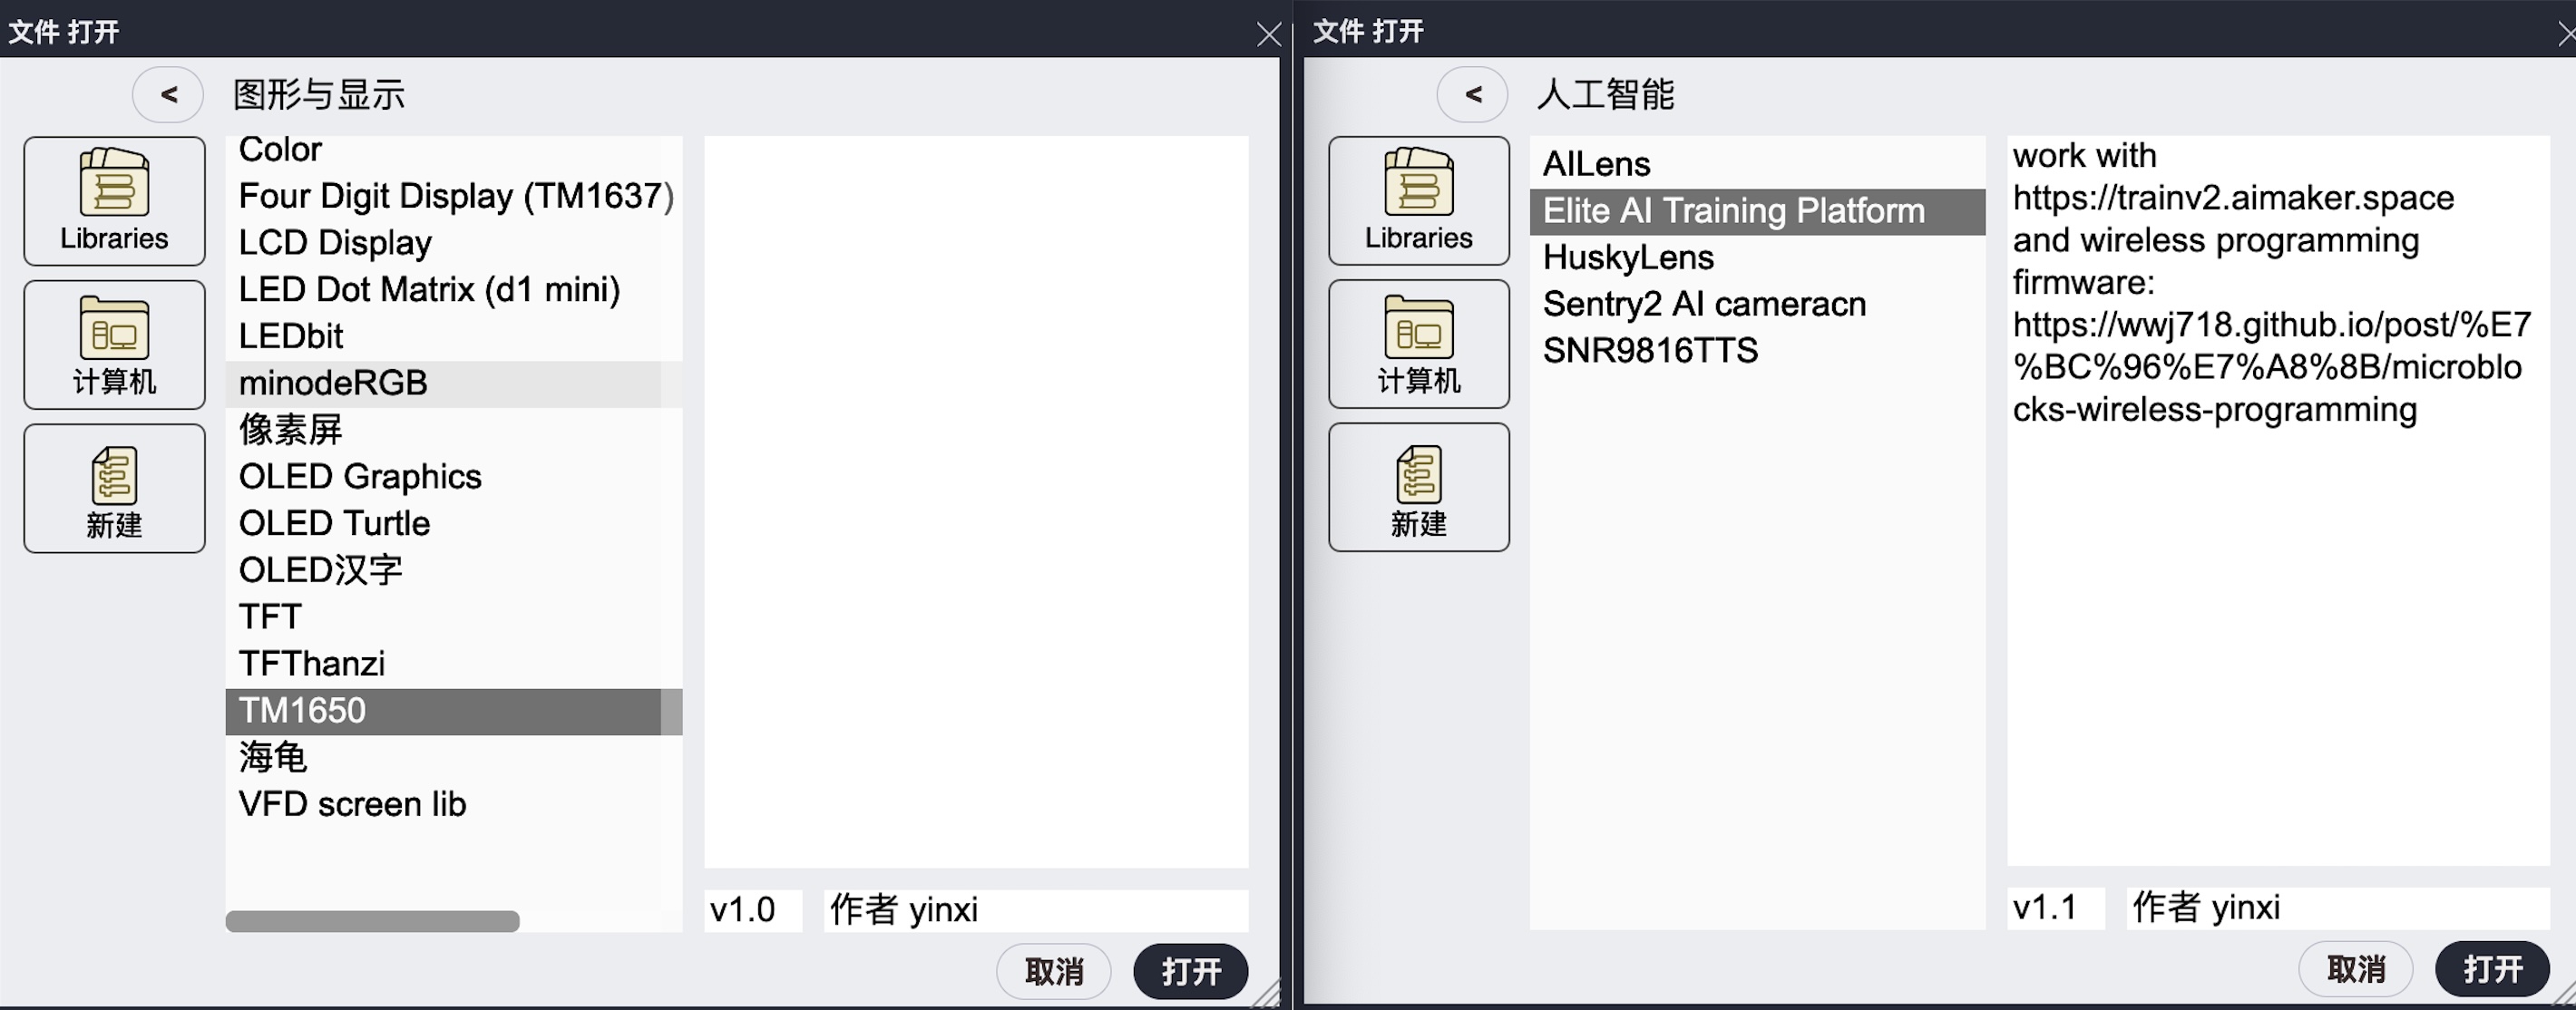 文件 打开
<
图形与显示
Libraries
计算机
新建
Color
Four Digit Display (TM1637)
LCD Display
LED Dot Matrix (d1 mini)
LEDbit
minodeRGB
像素屏
OLED Graphics
OLED Turtle
OLED汉字
TFT
TFThanzi
TM1650
海龟
VFD screen lib
v1.0
作者 yinxi
取消
打开
文件 打开
<
人工智能
Libraries
计算机
新建
AILens
Elite AI Training Platform
HuskyLens
Sentry2 AI cameracn
SNR9816TTS
work with
https://trainv2.aimaker.space
and wireless programming
firmware:
https://wwj718.github.io/post/%E7
%BC%96%E7%A8%8B/microblo
cks-wireless-programming
v1.1
作者 yinxi
取消
打开